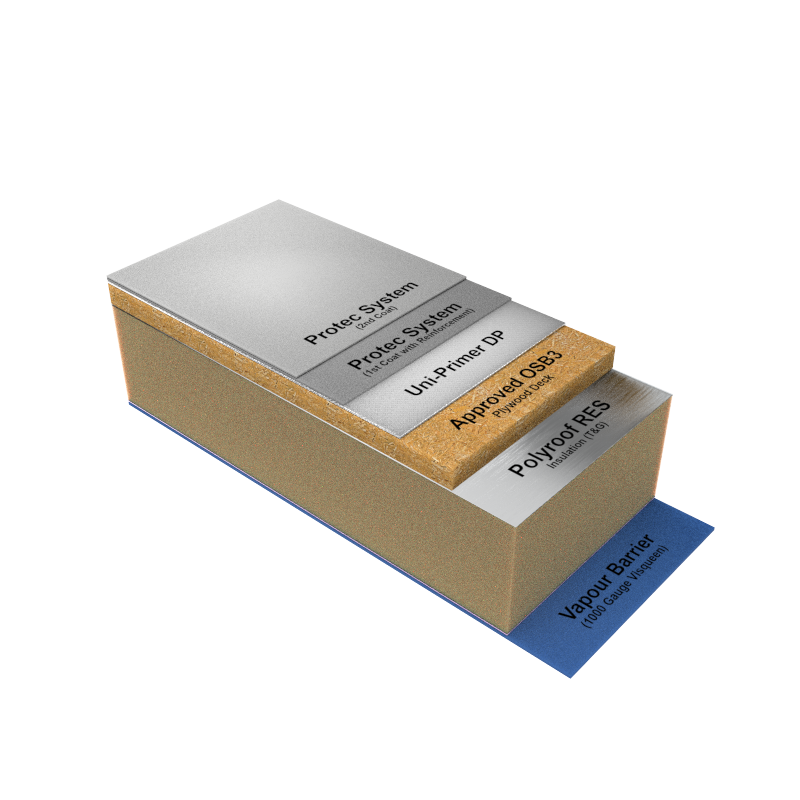 Protec System
(2nd Coat)
Protec System
(1st Coat with Reinforcement)
Uni-Primer DP
Approved OSB3
Plywood Deck
Polyroof RES
Insulation (T&G)
Vapour Barrier
(1000 Gauge Visqueen)